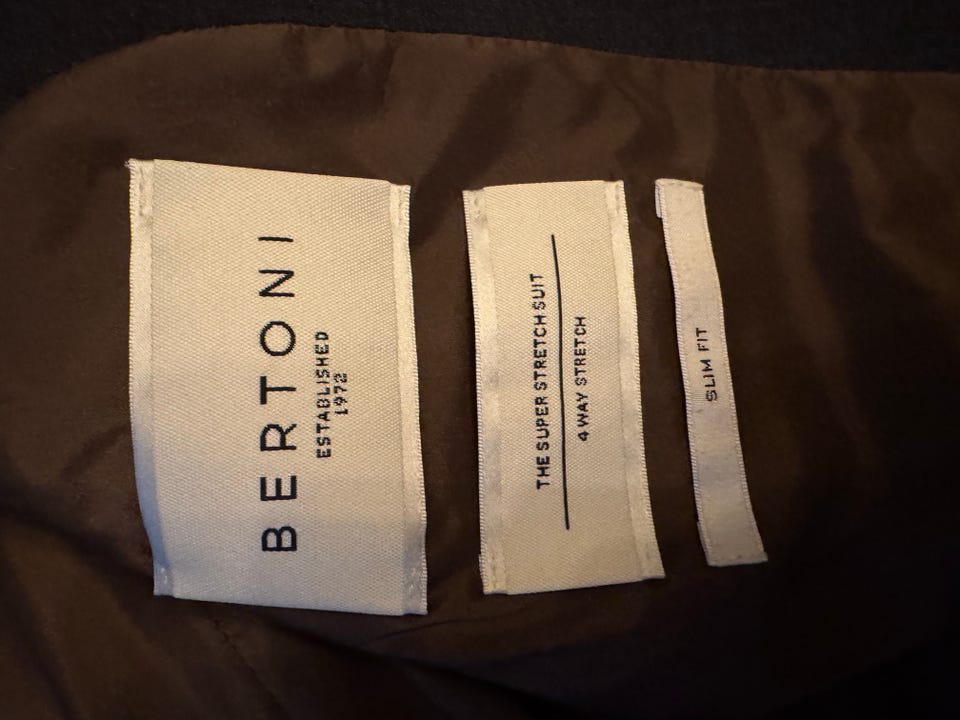 BERTONI
ESTABLISHED
1972
THE SUPER STRETCH SUIT
4 WAY STRETCH
SLIM FIT